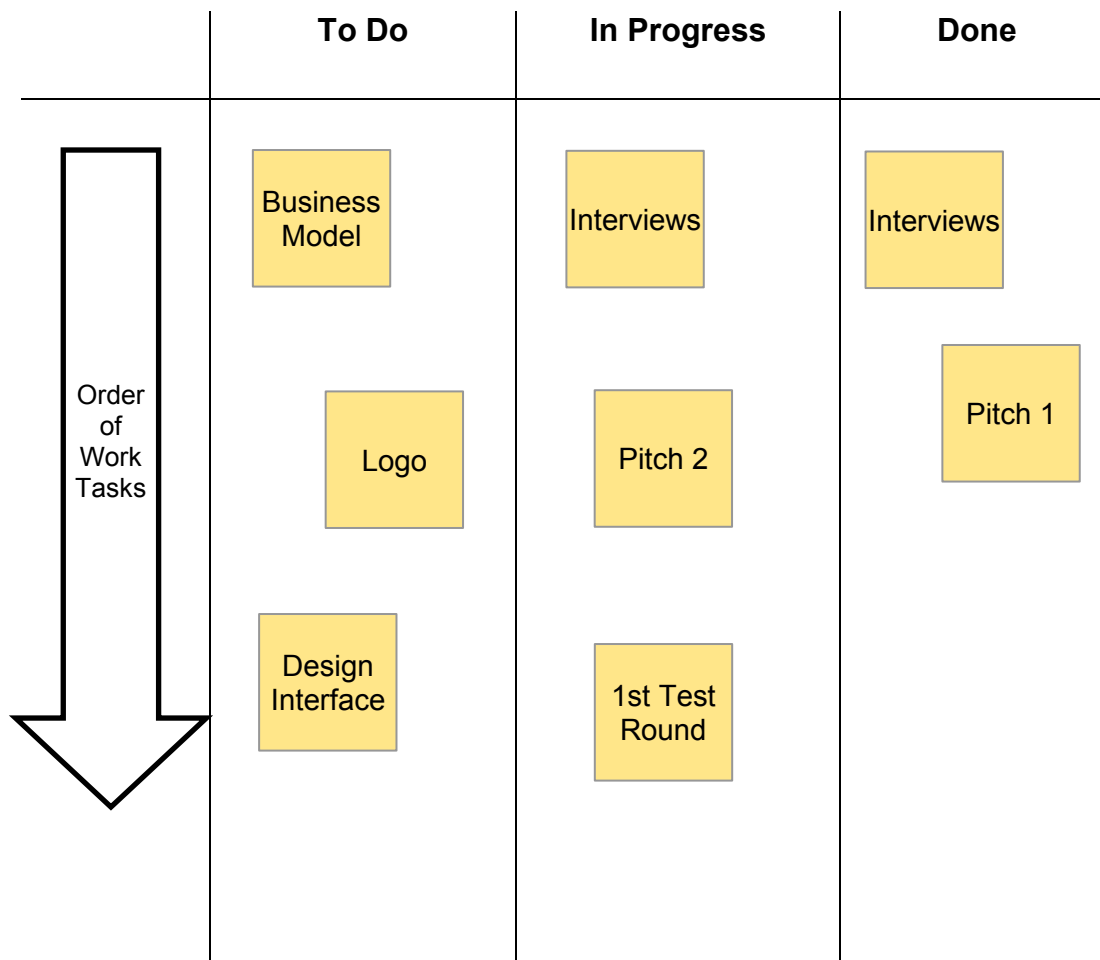 To Do
In Progress
Done
Order
of
Work
Tasks
Business
Model
Interviews
Interviews
Logo
Pitch 2
Pitch 1
Design
Interface
1st Test
Round